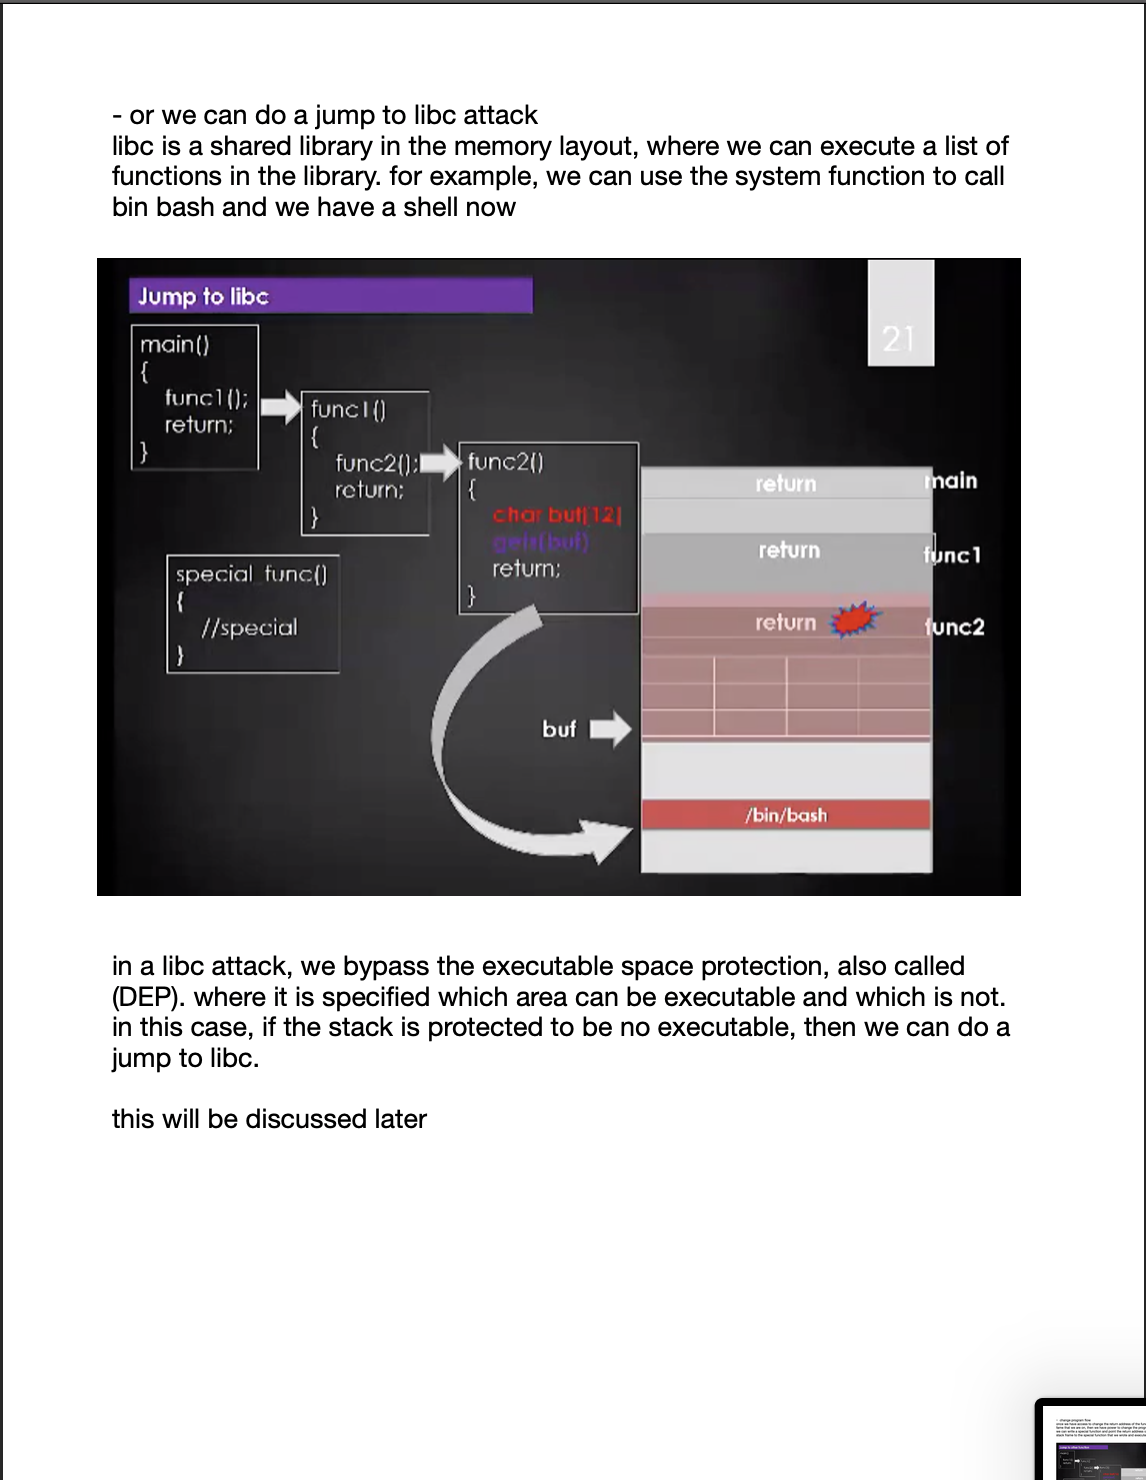 - or we can do a jump to libc attack
libc is a shared library in the memory layout, where we can execute a list of
functions in the library. for example, we can use the system function to call
bin bash and we have a shell now
Jump to libc
21
main()
{
func1();
return;
}
func1()
{
func2();
return;
}
func2()
{
char buf[12]
gets(buf)
return;
}
special_func()
{
//special
}
return main
return func1
return func2
buf
/bin/bash
in a libc attack, we bypass the executable space protection, also called
(DEP). where it is specified which area can be executable and which is not.
in this case, if the stack is protected to be no executable, then we can do a
jump to libc.
this will be discussed later